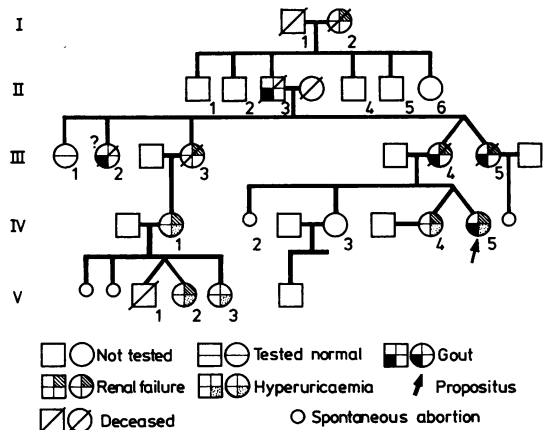 I
1 2
II
1 2 3 4 5 6
?
III
1 2 3 4 5
IV
1 2 3 4 5
V
1 2 3
Not tested Tested normal Gout
Renal failure Hyperuricaemia Propositus
Deceased Spontaneous abortion